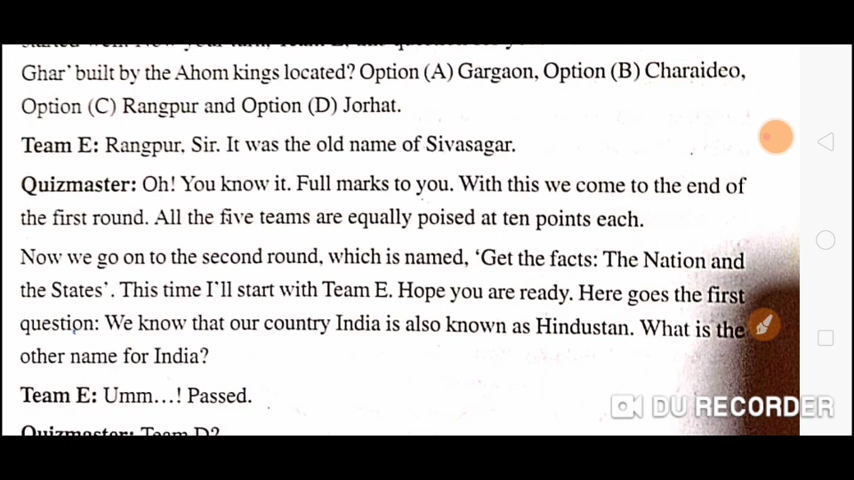 Ghar' built by the Ahom kings located? Option (A) Gargaon, Option (B) Charaideo,
Option (C) Rangpur and Option (D) Jorhat.
Team E: Rangpur, Sir. It was the old name of Sivasagar.
Quizmaster: Oh! You know it. Full marks to you. With this we come to the end of
the first round. All the five teams are equally poised at ten points each.
Now we go on to the second round, which is named, 'Get the facts: The Nation and
the States'. This time I'll start with Team E. Hope you are ready. Here goes the first
question: We know that our country India is also known as Hindustan. What is the
other name for India?
Team E: Umm...! Passed.
Quizmaster: Team D?
DU RECORDER